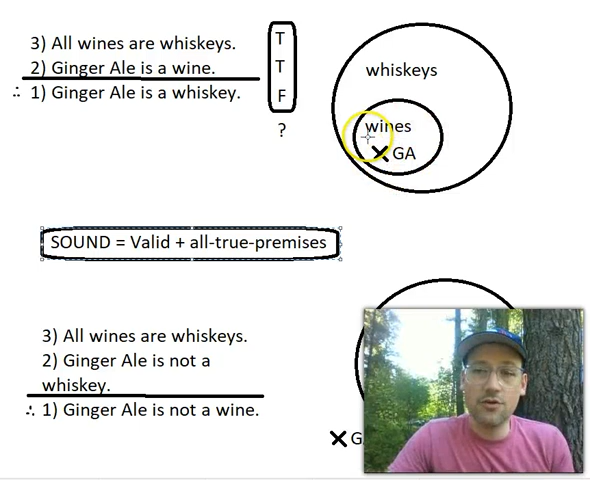 3) All wines are whiskeys.
2) Ginger Ale is a wine.
∴ 1) Ginger Ale is a whiskey.
T
T
F
?
whiskeys
wines
GA
SOUND = Valid + all-true-premises
3) All wines are whiskeys.
2) Ginger Ale is not a
whiskey.
∴ 1) Ginger Ale is not a wine.
G